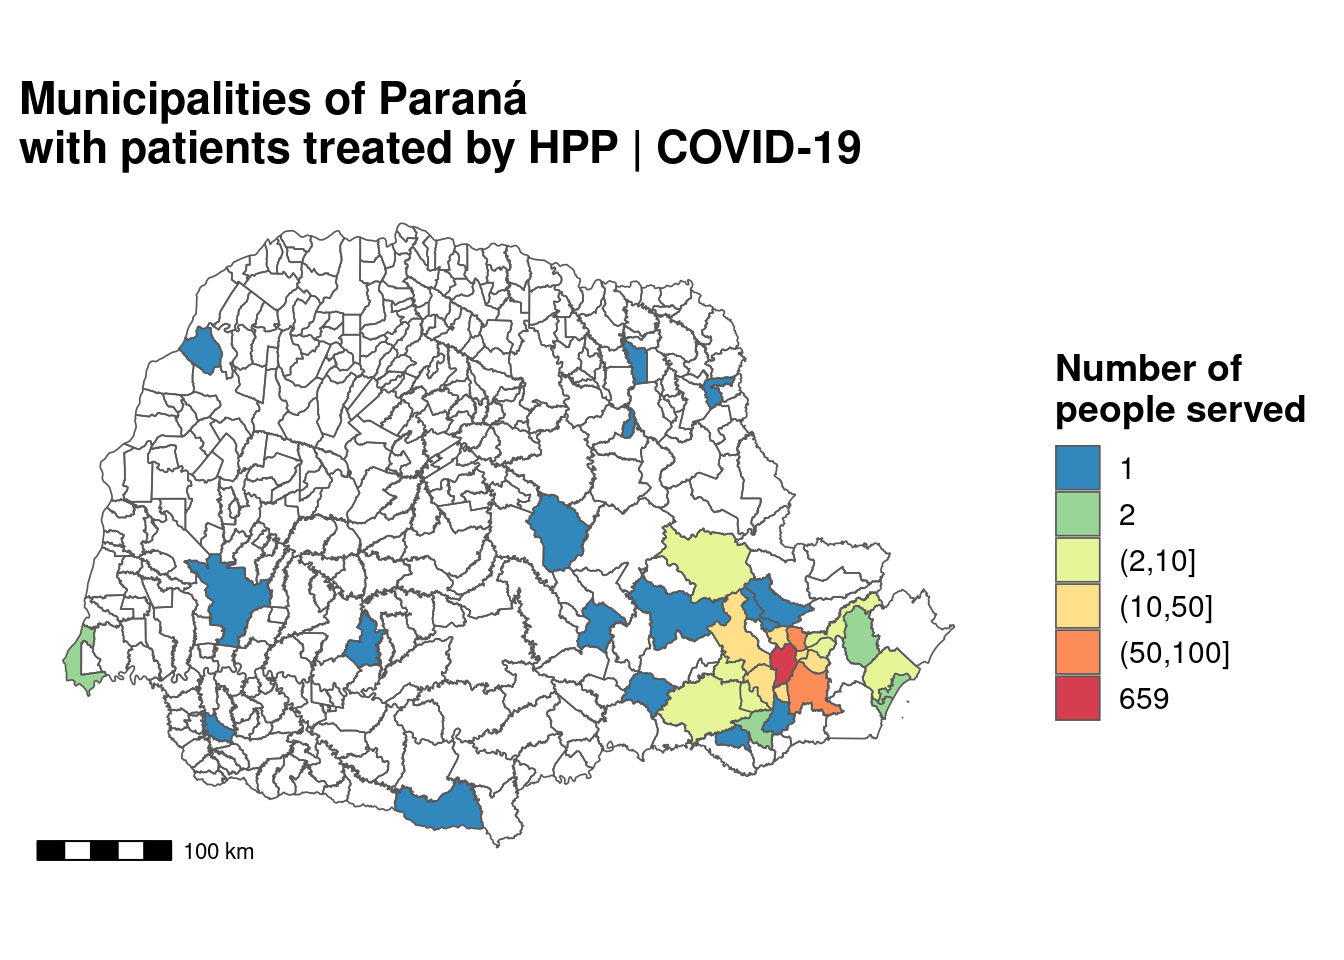 Municipalities of Paraná
with patients treated by HPP | COVID-19
Number of
people served
1
2
(2,10]
(10,50]
(50,100]
659
100 km